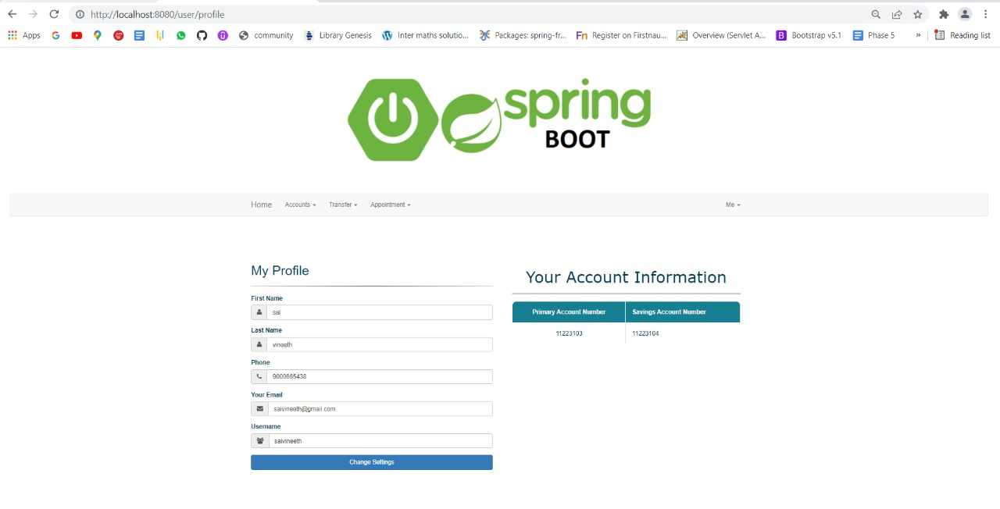 http://localhost:8080/user/profile
Apps community Library Genesis Inter maths solutio... Packages: spring-fr... Register on Firstnau... Overview (Servlet A... Bootstrap v5.1 Phase 5 » Reading list
spring
BOOT
Home Accounts Transfer Appointment Me
My Profile
First Name
sai
Last Name
vineeth
Phone
9000665438
Your Email
saivineeth@gmail.com
Username
saivineeth
Change Settings
Your Account Information
Primary Account Number Savings Account Number
11223103 11223104